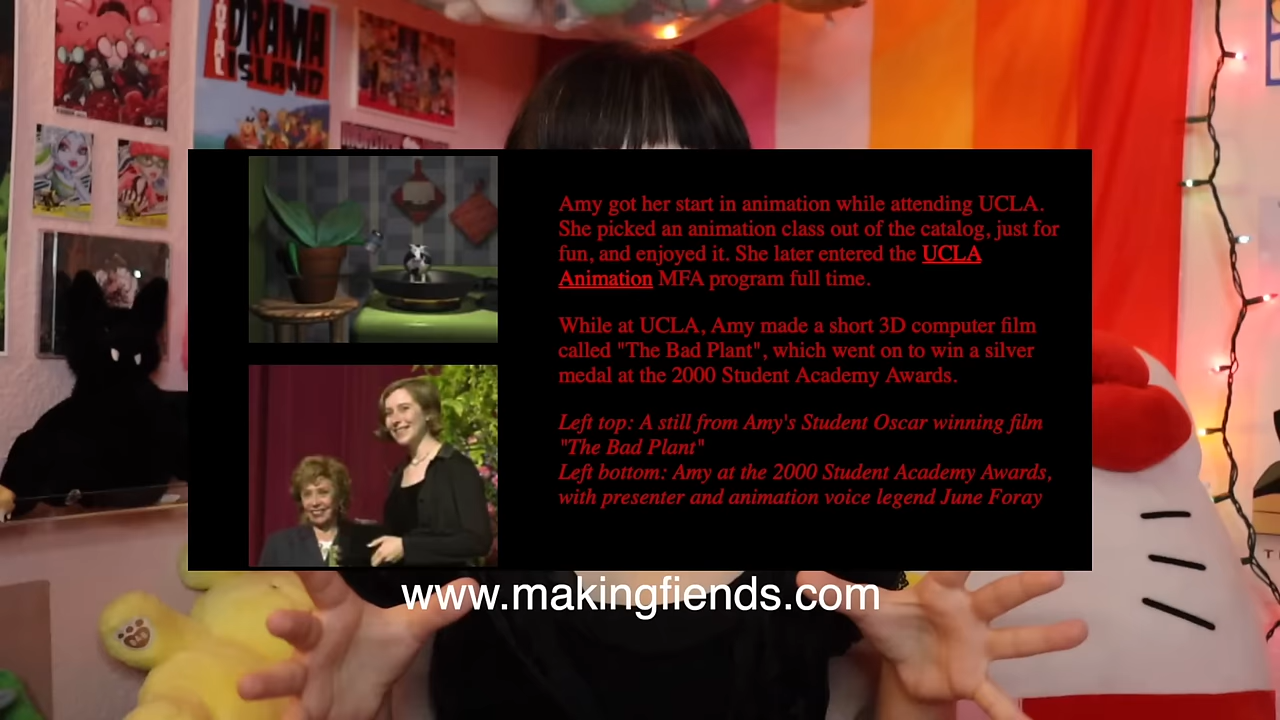 TOTAL
DRAMA
ISLAND
Amy got her start in animation while attending UCLA.
She picked an animation class out of the catalog, just for
fun, and enjoyed it. She later entered the UCLA
Animation MFA program full time.
While at UCLA, Amy made a short 3D computer film
called "The Bad Plant", which went on to win a silver
medal at the 2000 Student Academy Awards.
Left top: A still from Amy's Student Oscar winning film
"The Bad Plant"
Left bottom: Amy at the 2000 Student Academy Awards,
with presenter and animation voice legend June Foray
www.makingfiends.com